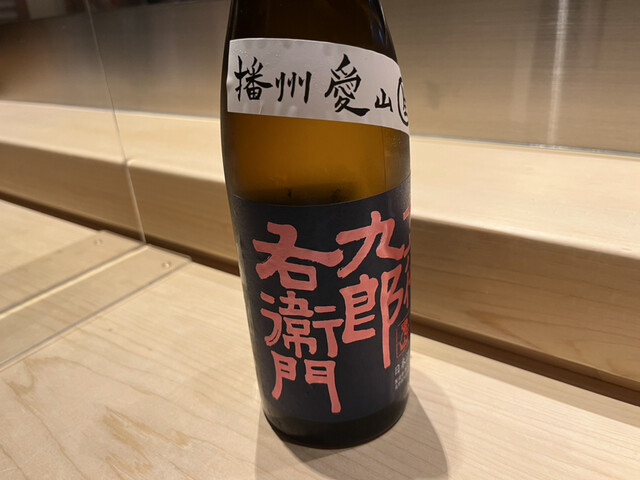 播州 愛山
九郎
右衛門